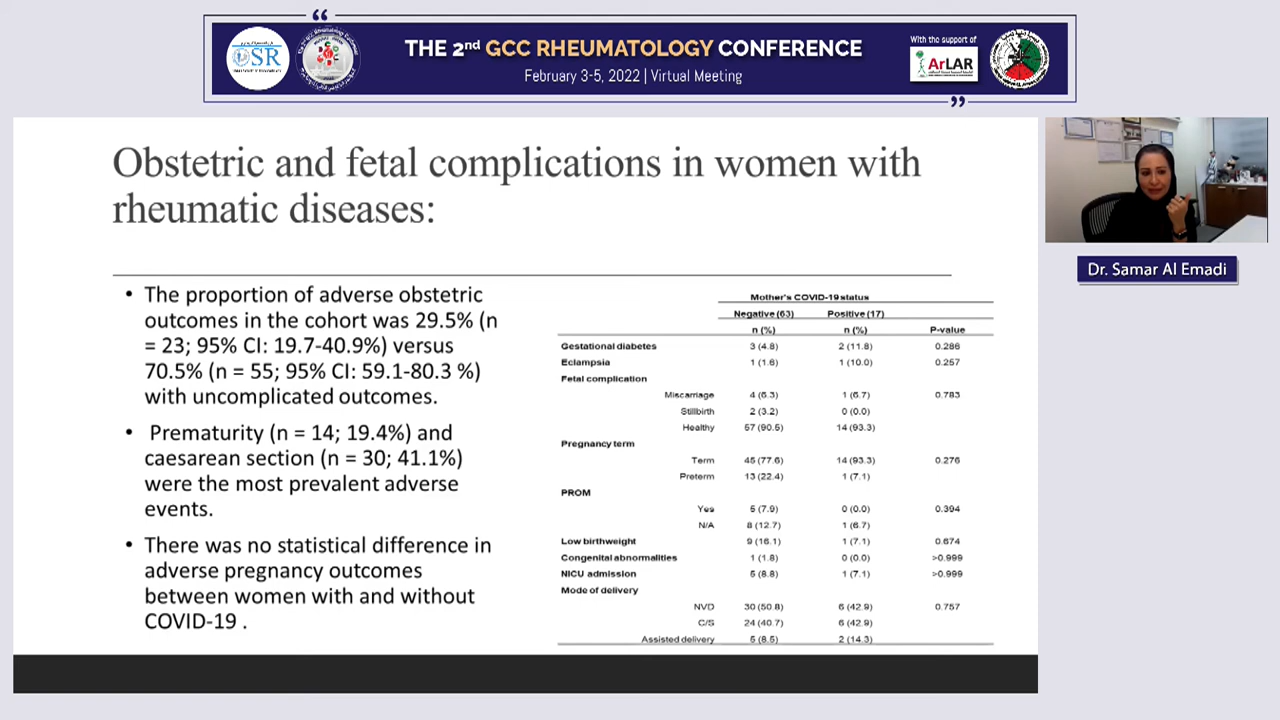 “
THE 2nd GCC RHEUMATOLOGY CONFERENCE
February 3-5, 2022 | Virtual Meeting
”
OSR
With the support of
ArLAR
Obstetric and fetal complications in women with
rheumatic diseases:
• The proportion of adverse obstetric
outcomes in the cohort was 29.5% (n
= 23; 95% CI: 19.7-40.9%) versus
70.5% (n = 55; 95% CI: 59.1-80.3 %)
with uncomplicated outcomes.
• Prematurity (n = 14; 19.4%) and
caesarean section (n = 30; 41.1%)
were the most prevalent adverse
events.
• There was no statistical difference in
adverse pregnancy outcomes
between women with and without
COVID-19 .
Mother's COVID-19 status
Negative (63) Positive (17)
n (%) n (%) P-value
Gestational diabetes 3 (4.8) 2 (11.8) 0.286
Eclampsia 1 (1.6) 1 (10.0) 0.257
Fetal complication
Miscarriage 4 (6.3) 1 (6.7) 0.783
Stillbirth 2 (3.2) 0 (0.0)
Healthy 57 (90.5) 14 (93.3)
Pregnancy term
Term 45 (77.6) 14 (93.3) 0.276
Preterm 13 (22.4) 1 (7.1)
PROM
Yes 5 (7.9) 0 (0.0) 0.394
N/A 8 (12.7) 1 (6.7)
Low birthweight 9 (16.1) 1 (7.1) 0.674
Congenital abnormalities 1 (1.8) 0 (0.0) >0.999
NICU admission 5 (8.8) 1 (7.1) >0.999
Mode of delivery
NVD 30 (50.8) 6 (42.9) 0.757
C/S 24 (40.7) 6 (42.9)
Assisted delivery 5 (8.5) 2 (14.3)
Dr. Samar Al Emadi